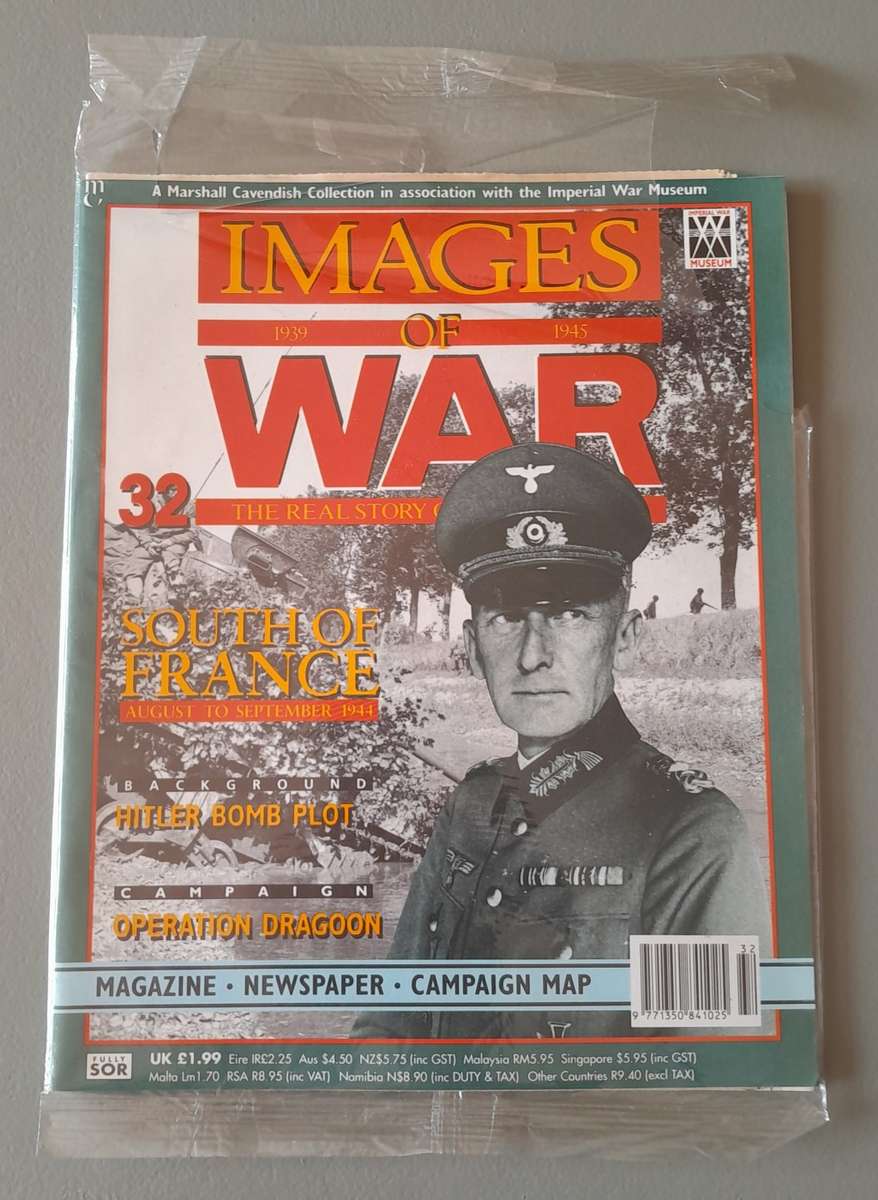 mc
A Marshall Cavendish Collection in association with the Imperial War Museum
IMPERIAL WAR
MUSEUM
IMAGES
1939 OF 1945
WAR
32
THE REAL STORY
SOUTH OF
FRANCE
AUGUST TO SEPTEMBER 1944
BACKGROUND
HITLER BOMB PLOT
CAMPAIGN
OPERATION DRAGOON
MAGAZINE · NEWSPAPER · CAMPAIGN MAP
32
9 771350 841025
FULLY
SOR
UK £1.99 Eire IR£2.25 Aus $4.50 NZ$5.75 (inc GST) Malaysia RM5.95 Singapore $5.95 (inc GST)
Malta Lm1.70 RSA R8.95 (inc VAT) Namibia N$8.90 (inc DUTY & TAX) Other Countries R9.40 (excl TAX)